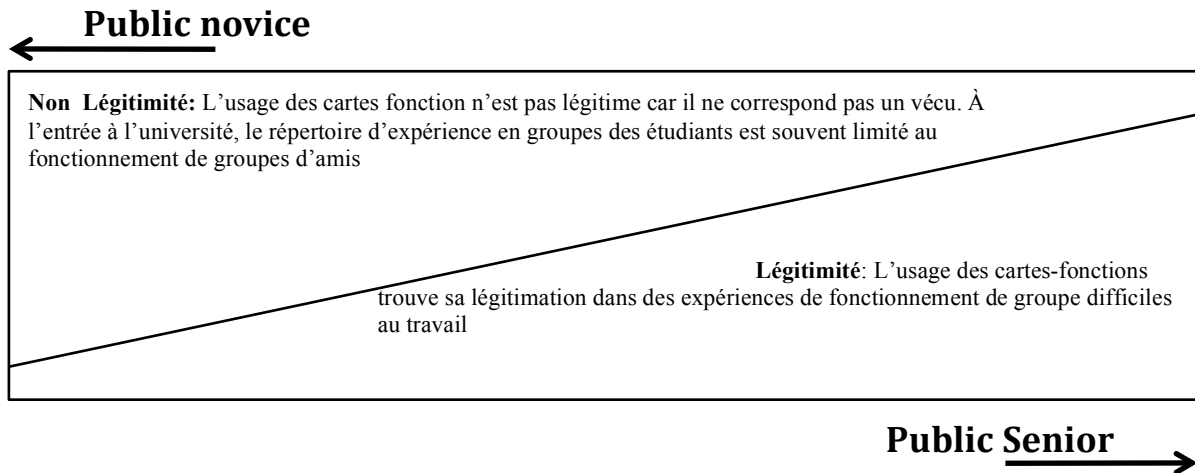 Public novice
Non Légitimité: L’usage des cartes fonction n’est pas légitime car il ne correspond pas un vécu. À
l’entrée à l’université, le répertoire d’expérience en groupes des étudiants est souvent limité au
fonctionnement de groupes d’amis
Légitimité: L’usage des cartes-fonctions
trouve sa légitimation dans des expériences de fonctionnement de groupe difficiles
au travail
Public Senior